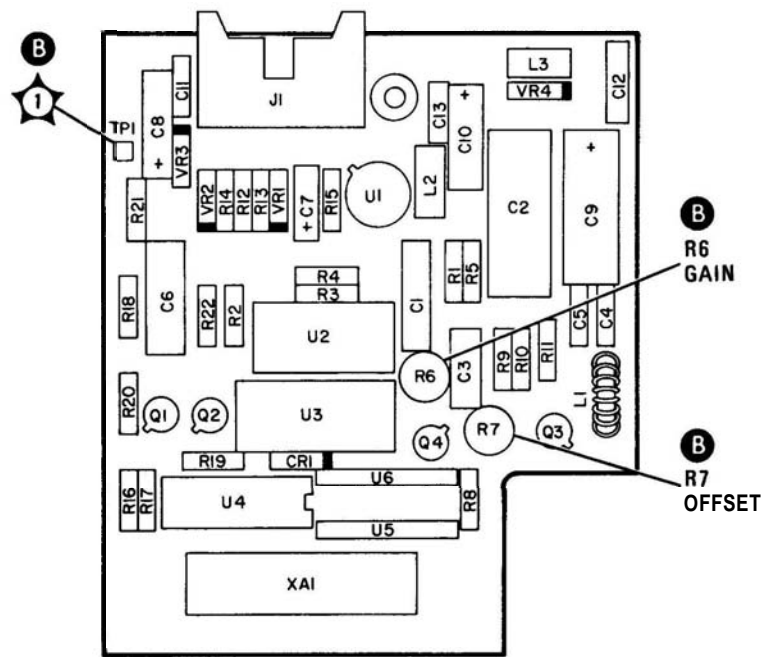 B
1
TP1
C8
+
C11
VR3
J1
L3
VR4
C12
C13
+
C10
L2
C2
+
C9
R21
VR2
R14
R12
R13
VR1
+C7
R15
U1
B
R6
GAIN
R18
C6
R22
R2
R4
R3
U2
C1
R1
R5
C5
C4
R6
C3
R9
R10
R11
L1
R20
Q1
Q2
U3
Q4
R7
Q3
B
R7
OFFSET
R19
CR1
R16
R17
U4
U6
U5
R8
XA1